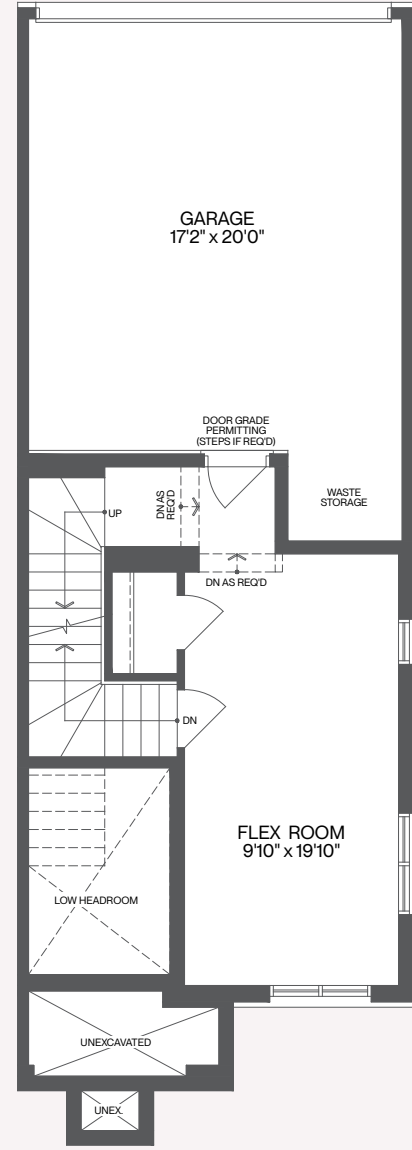 GARAGE
17'2" x 20'0"
DOOR GRADE
PERMITTING
(STEPS IF REQ'D)
WASTE
STORAGE
UP
DN AS
REQ'D
DN AS REQ'D
DN
FLEX ROOM
9'10" x 19'10"
LOW HEADROOM
UNEXCAVATED
UNEX.